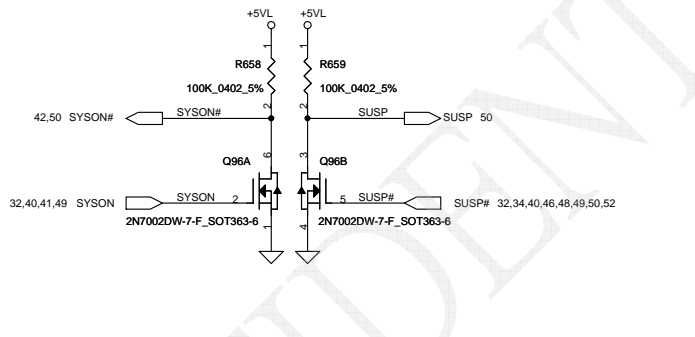 +5VL +5VL
1 1
R658 R659
100K_0402_5% 100K_0402_5%
2 2
42,50 SYSON# SYSON# SUSP SUSP 50
6 3
Q96A Q96B
32,40,41,49 SYSON SYSON 2 5 SUSP# SUSP# 32,34,40,46,48,49,50,52
2N7002DW-7-F_SOT363-6 2N7002DW-7-F_SOT363-6
1 4
IDENT